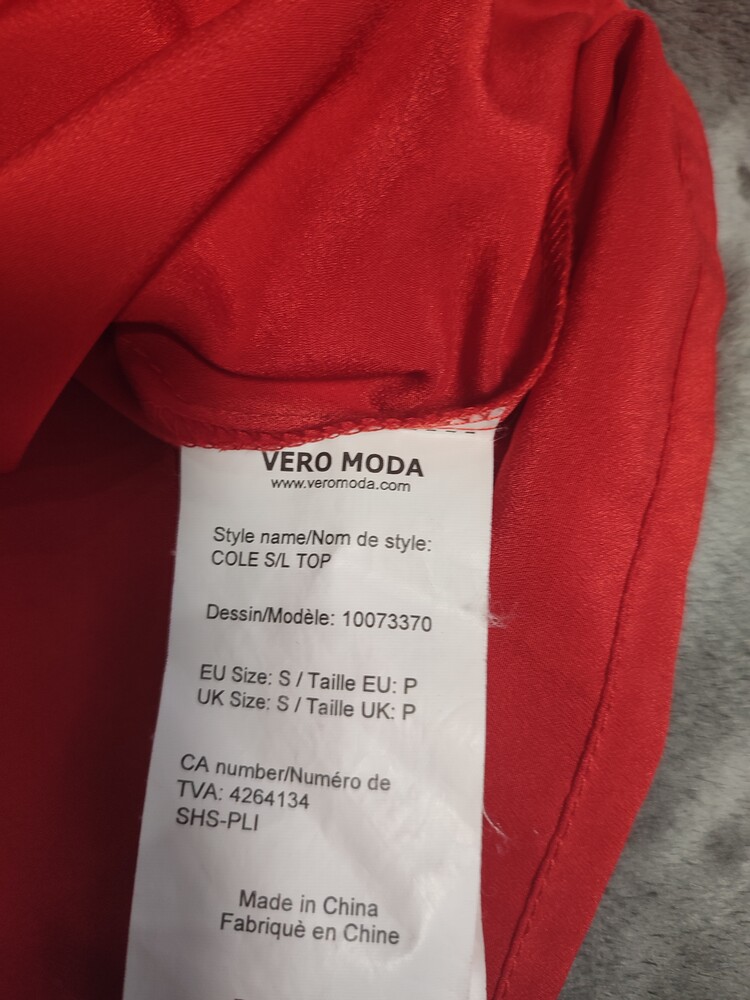 VERO MODA
www.veromoda.com
Style name/Nom de style:
COLE S/L TOP
Dessin/Modèle: 10073370
EU Size: S / Taille EU: P
UK Size: S / Taille UK: P
CA number/Numéro de
TVA: 4264134
SHS-PLI
Made in China
Fabriquè en Chine